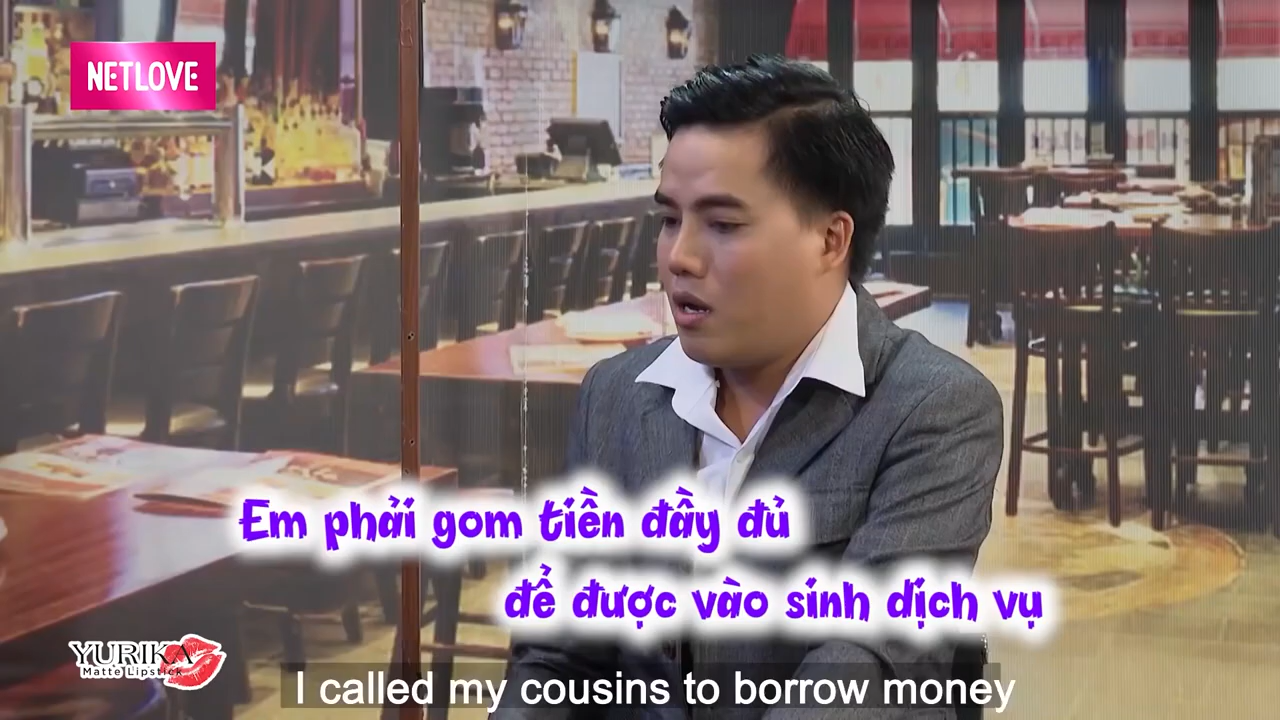 NETLOVE
Em phải gom tiền đầy đủ
để được vào sinh dịch vụ
YURIKA
Matte Lipstick
I called my cousins to borrow money